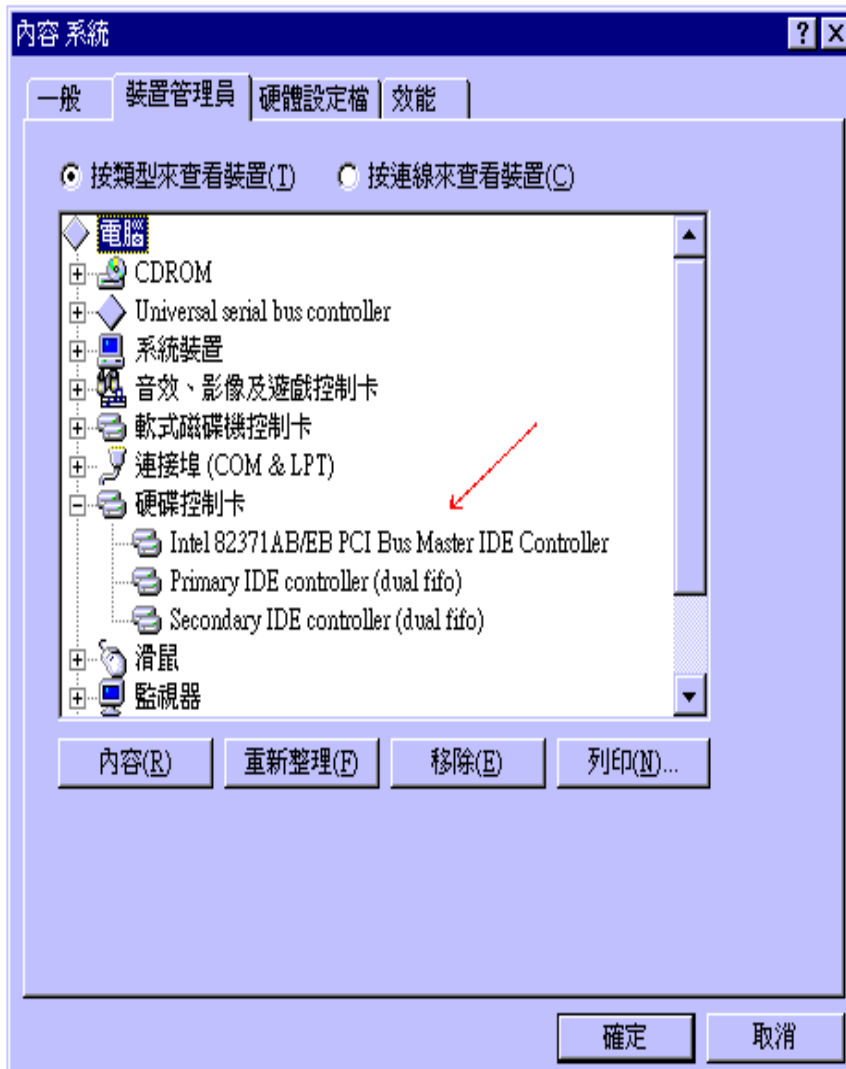 內容 系統
一般 裝置管理員 硬體設定檔 效能
按類型來查看裝置(T) 按連線來查看裝置(C)
電腦
CDROM
Universal serial bus controller
系統裝置
音效、影像及遊戲控制卡
軟式磁碟機控制卡
連接埠 (COM & LPT)
硬碟控制卡
Intel 82371AB/EB PCI Bus Master IDE Controller
Primary IDE controller (dual fifo)
Secondary IDE controller (dual fifo)
滑鼠
監視器
內容(R) 重新整理(F) 移除(E) 列印(N)...
確定 取消